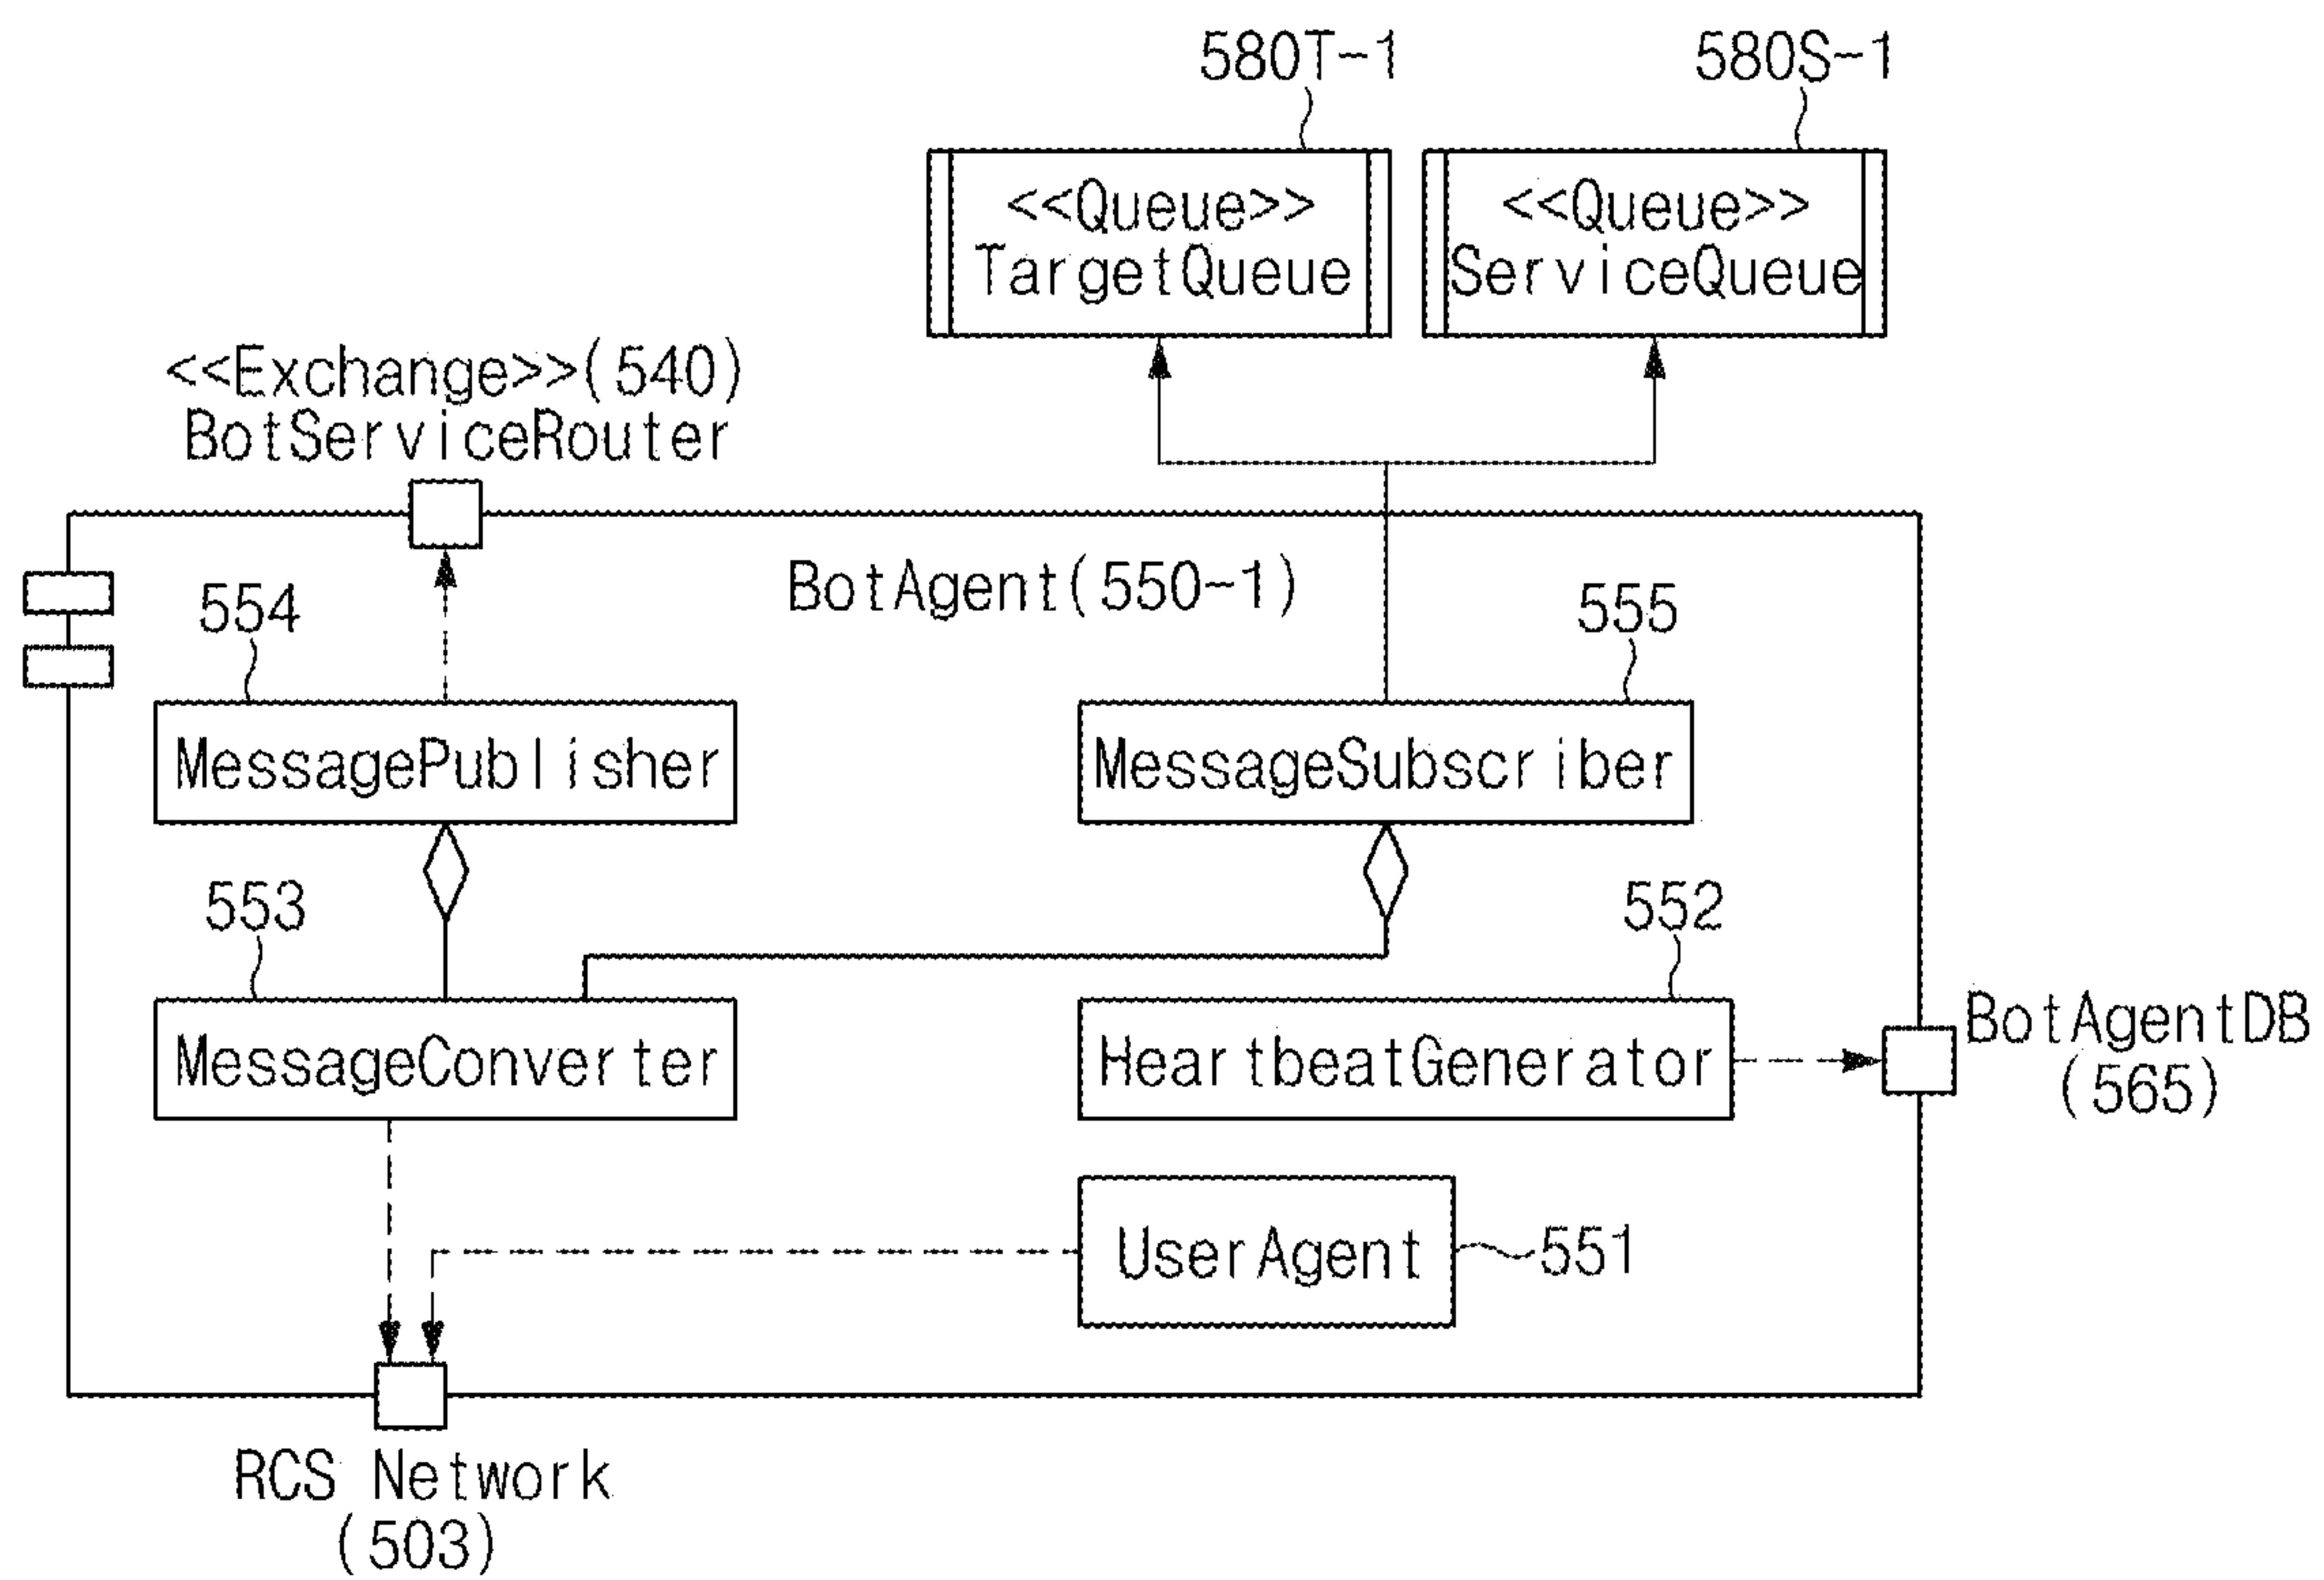 580T-1
580S-1
<<Queue>>
TargetQueue
<<Queue>>
ServiceQueue
<<Exchange>>(540)
BotServiceRouter
BotAgent(550-1)
554
555
MessagePublisher
MessageSubscriber
553
552
MessageConverter
HeartbeatGenerator
BotAgentDB
(565)
UserAgent
551
RCS Network
(503)